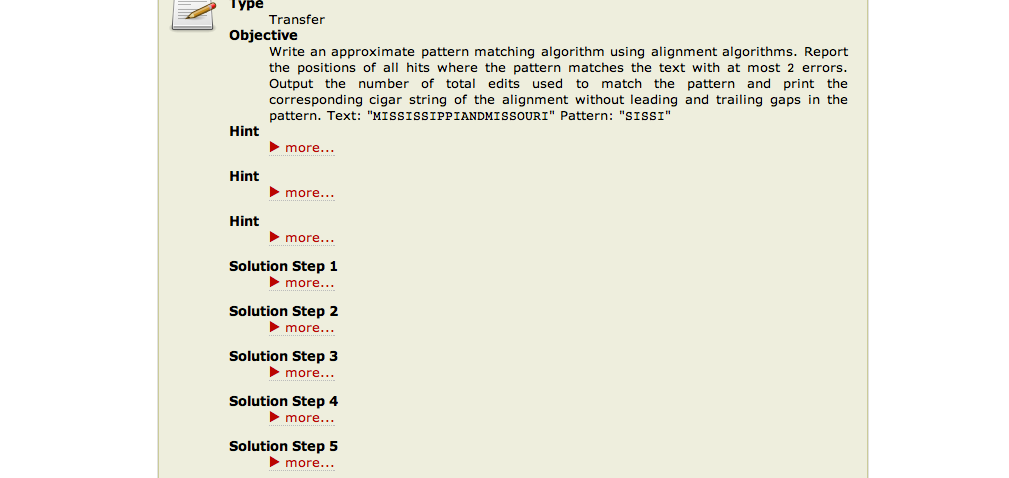 Type
Transfer
Objective
Write an approximate pattern matching algorithm using alignment algorithms. Report
the positions of all hits where the pattern matches the text with at most 2 errors.
Output the number of total edits used to match the pattern and print the
corresponding cigar string of the alignment without leading and trailing gaps in the
pattern. Text: "MISSISSIPPIANDMISSOURI" Pattern: "SISSI"
Hint
▶ more...
Hint
▶ more...
Hint
▶ more...
Solution Step 1
▶ more...
Solution Step 2
▶ more...
Solution Step 3
▶ more...
Solution Step 4
▶ more...
Solution Step 5
▶ more...